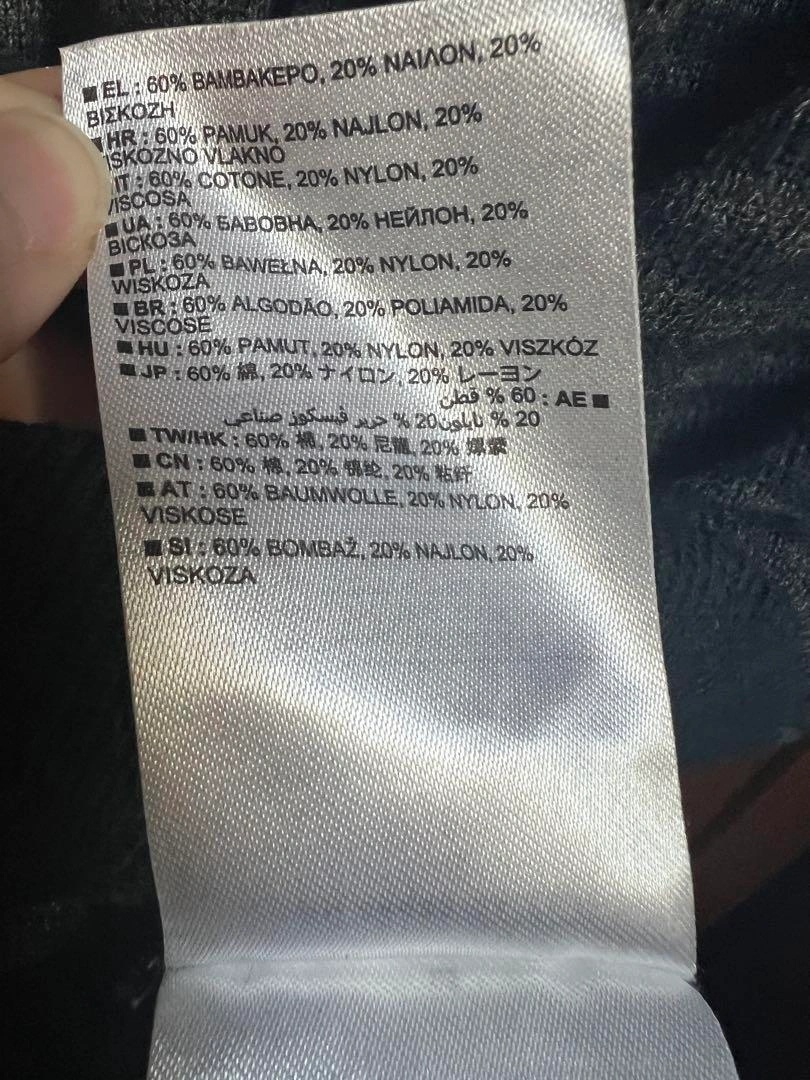 ■ EL : 60% ΒΑΜΒΑΚΕΡΟ, 20% ΝΑΙΛΟΝ, 20%
ΒΙΣΚΟΖΗ
■ HR : 60% PAMUK, 20% NAJLON, 20%
ISKOZNO VLAKNO
IT : 60% COTONE, 20% NYLON, 20%
VISCOSA
■ UA : 60% БАВОВНА, 20% НЕЙЛОН, 20%
ВІСКОЗА
■ PL : 60% BAWEŁNA, 20% NYLON, 20%
WISKOZA
■ BR : 60% ALGODÃO, 20% POLIAMIDA, 20%
VISCOSE
■ HU : 60% PAMUT, 20% NYLON, 20% VISZKÓZ
■ JP : 60% 綿, 20% ナイロン, 20% レーヨン
■ AE : 60 % قطن
20 % نايلون20 % حرير فيسكوز صناعي
■ TW/HK : 60% 棉, 20% 尼龍, 20% 嫘縈
■ CN : 60% 棉, 20% 锦纶, 20% 粘纤
■ AT : 60% BAUMWOLLE, 20% NYLON, 20%
VISKOSE
■ SI : 60% BOMBAŽ, 20% NAJLON, 20%
VISKOZA